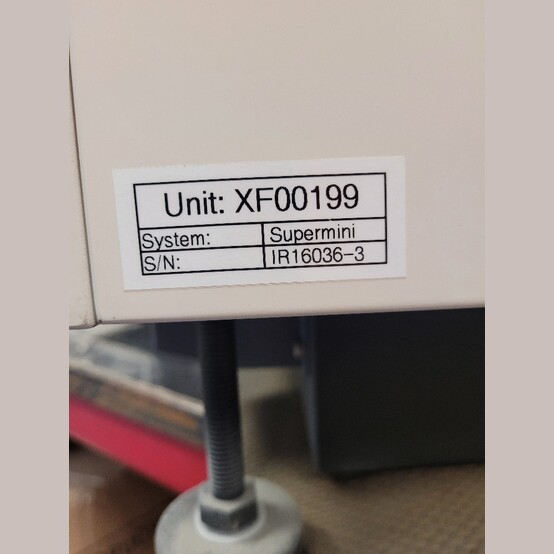 Unit: XF00199
System: Supermini
S/N: IR16036-3